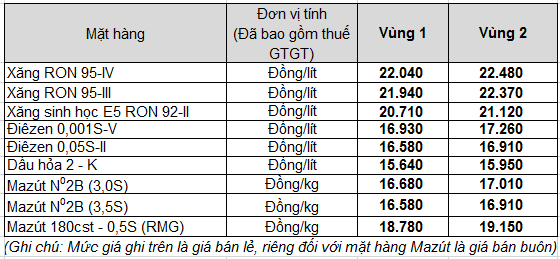 Mặt hàng Đơn vị tính (Đã bao gồm thuế GTGT) Vùng 1 Vùng 2
Xăng RON 95-IV Đồng/lít 22.040 22.480
Xăng RON 95-III Đồng/lít 21.940 22.370
Xăng sinh học E5 RON 92-II Đồng/lít 20.710 21.120
Điêzen 0,001S-V Đồng/lít 16.930 17.260
Điêzen 0,05S-II Đồng/lít 16.580 16.910
Dầu hỏa 2 - K Đồng/lít 15.640 15.950
Mazút N⁰2B (3,0S) Đồng/kg 16.680 17.010
Mazút N⁰2B (3,5S) Đồng/kg 16.580 16.910
Mazút 180cst - 0,5S (RMG) Đồng/kg 18.780 19.150
(Ghi chú: Mức giá ghi trên là giá bán lẻ, riêng đối với mặt hàng Mazút là giá bán buôn)